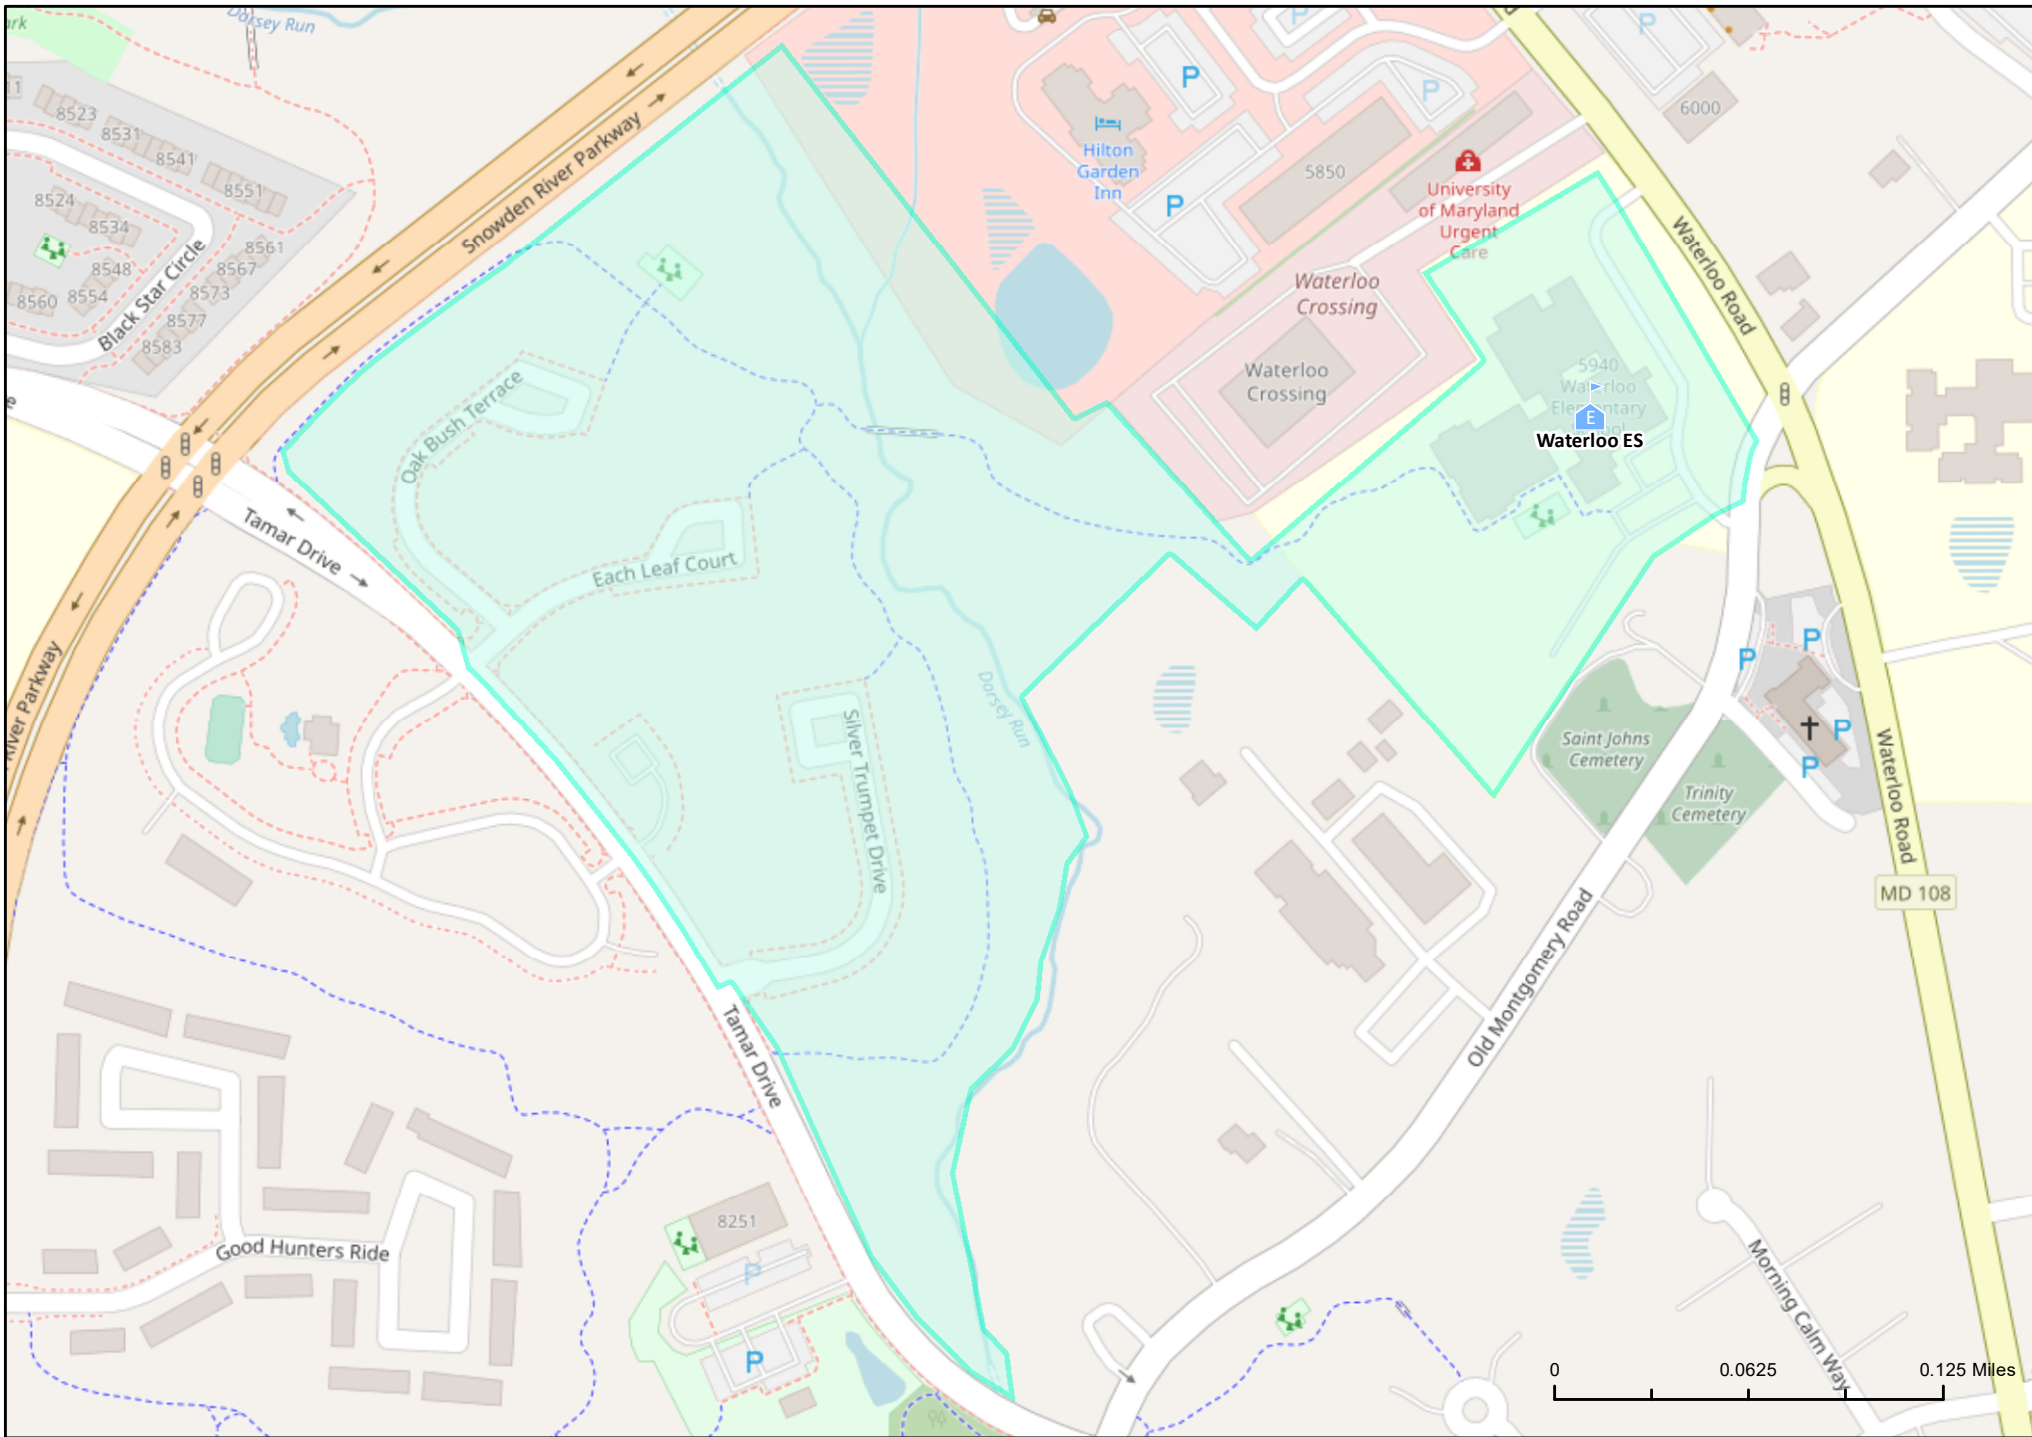 ark
Dorsey Run
11
8523
8531
8541
8551
8524
8534
8548
8554
8560
8561
8567
8573
8577
8583
Black Star Circle
Snowden River Parkway
P
P
P
P
P
Hilton
Garden
Inn
5850
University
of Maryland
Urgent
Care
6000
Waterloo Road
Waterloo
Crossing
Waterloo
Crossing
5940
Waterloo
Elementary
E
Waterloo ES
Oak Bush Terrace
Each Leaf Court
Tamar Drive
River Parkway
Silver Trumpet Drive
Dorsey Run
P
P
P
P
Saint Johns
Cemetery
Trinity
Cemetery
Waterloo Road
MD 108
Old Montgomery Road
Tamar Drive
8251
P
P
Good Hunters Ride
Morning Calm Way
0
0.0625
0.125 Miles